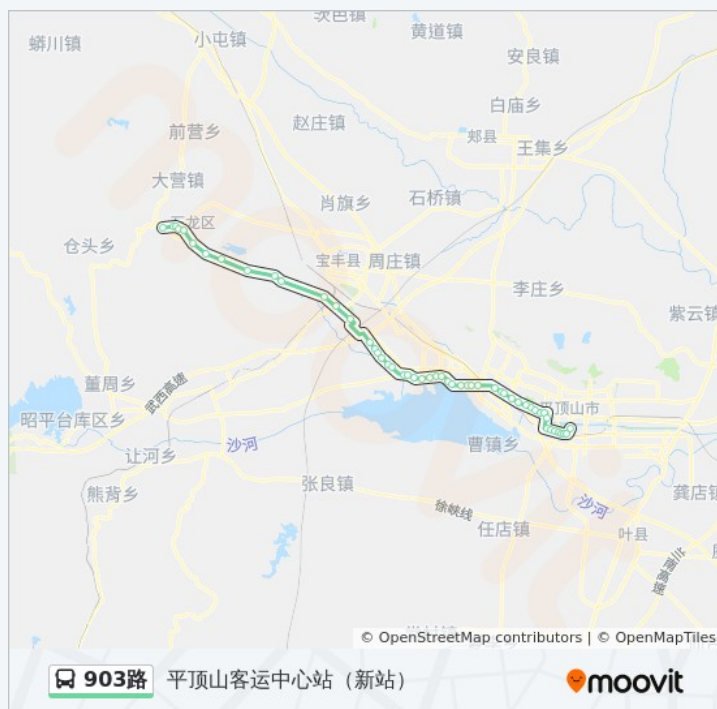 茨芭镇
黄道镇
蟒川镇
小屯镇
安良镇
白庙乡
赵庄镇
前营乡
郏县
王集乡
大营镇
石桥镇
肖旗乡
石龙区
仓头乡
宝丰县
周庄镇
李庄乡
紫云镇
董周乡
武西高速
平顶山市
昭平台库区乡
沙河
曹镇乡
让河乡
张良镇
熊背乡
龚店镇
徐峡线
沙河
任店镇
叶县
兰南高速
© OpenStreetMap contributors | © OpenMapTiles
903路
平顶山客运中心站（新站）
moovit